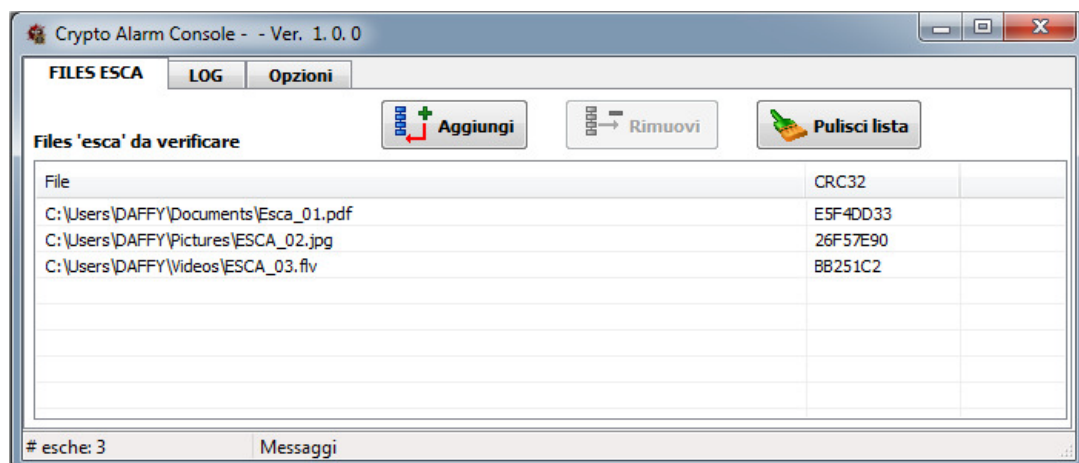 Crypto Alarm Console - - Ver. 1. 0. 0
FILES ESCA LOG Opzioni
Aggiungi Rimuovi Pulisci lista
Files 'esca' da verificare
File CRC32
C:\Users\DAFFY\Documents\Esca_01.pdf E5F4DD33
C:\Users\DAFFY\Pictures\ESCA_02.jpg 26F57E90
C:\Users\DAFFY\Videos\ESCA_03.flv BB251C2
# esche: 3 Messaggi